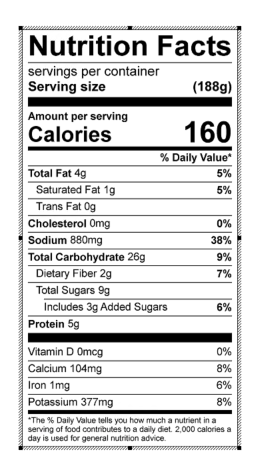 Nutrition Facts
servings per container
Serving size (188g)
Amount per serving
Calories 160
% Daily Value*
Total Fat 4g 5%
Saturated Fat 1g 5%
Trans Fat 0g
Cholesterol 0mg 0%
Sodium 880mg 38%
Total Carbohydrate 26g 9%
Dietary Fiber 2g 7%
Total Sugars 9g
Includes 3g Added Sugars 6%
Protein 5g
Vitamin D 0mcg 0%
Calcium 104mg 8%
Iron 1mg 6%
Potassium 377mg 8%
*The % Daily Value tells you how much a nutrient in a
serving of food contributes to a daily diet. 2,000 calories a
day is used for general nutrition advice.